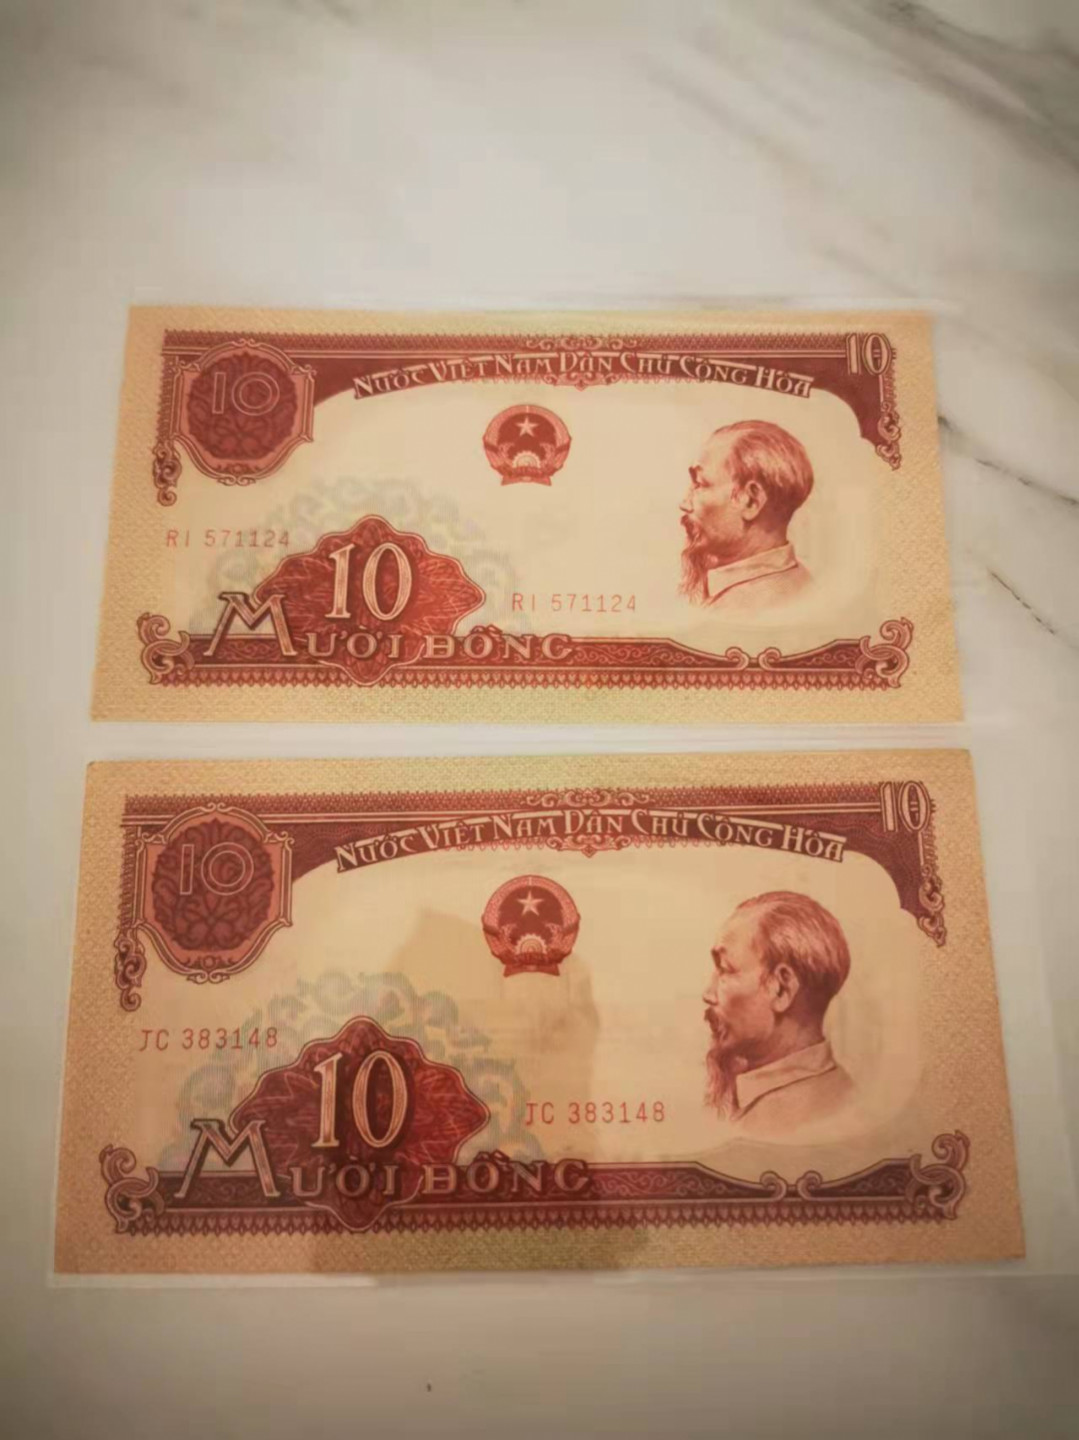 10
NƯỚC VIỆT NAM DÂN CHỦ CỘNG HÒA
10
RI 571124
10
RI 571124
MƯỜI ĐỒNG
10
NƯỚC VIỆT NAM DÂN CHỦ CỘNG HÒA
10
JC 383148
10
JC 383148
MƯỜI ĐỒNG